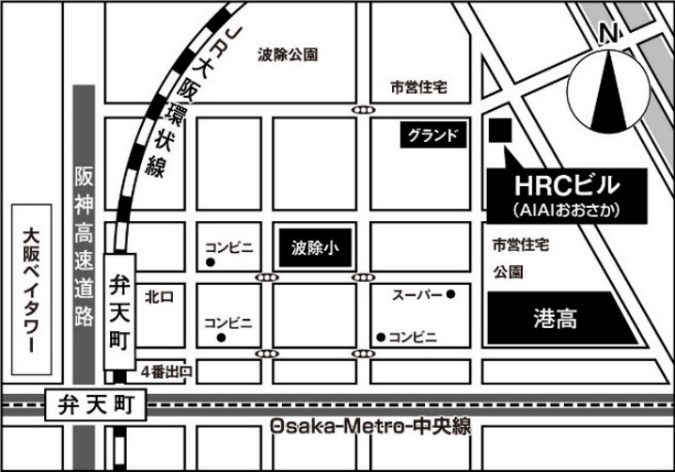 N
波除公園
JR大阪環状線
市営住宅
グランド
HRCビル
(AIAIおおさか)
阪神高速道路
大阪ベイタワー
コンビニ
波除小
市営住宅
公園
弁天町
北口
スーパー
港高
コンビニ
コンビニ
4番出口
弁天町
Osaka-Metro-中央線